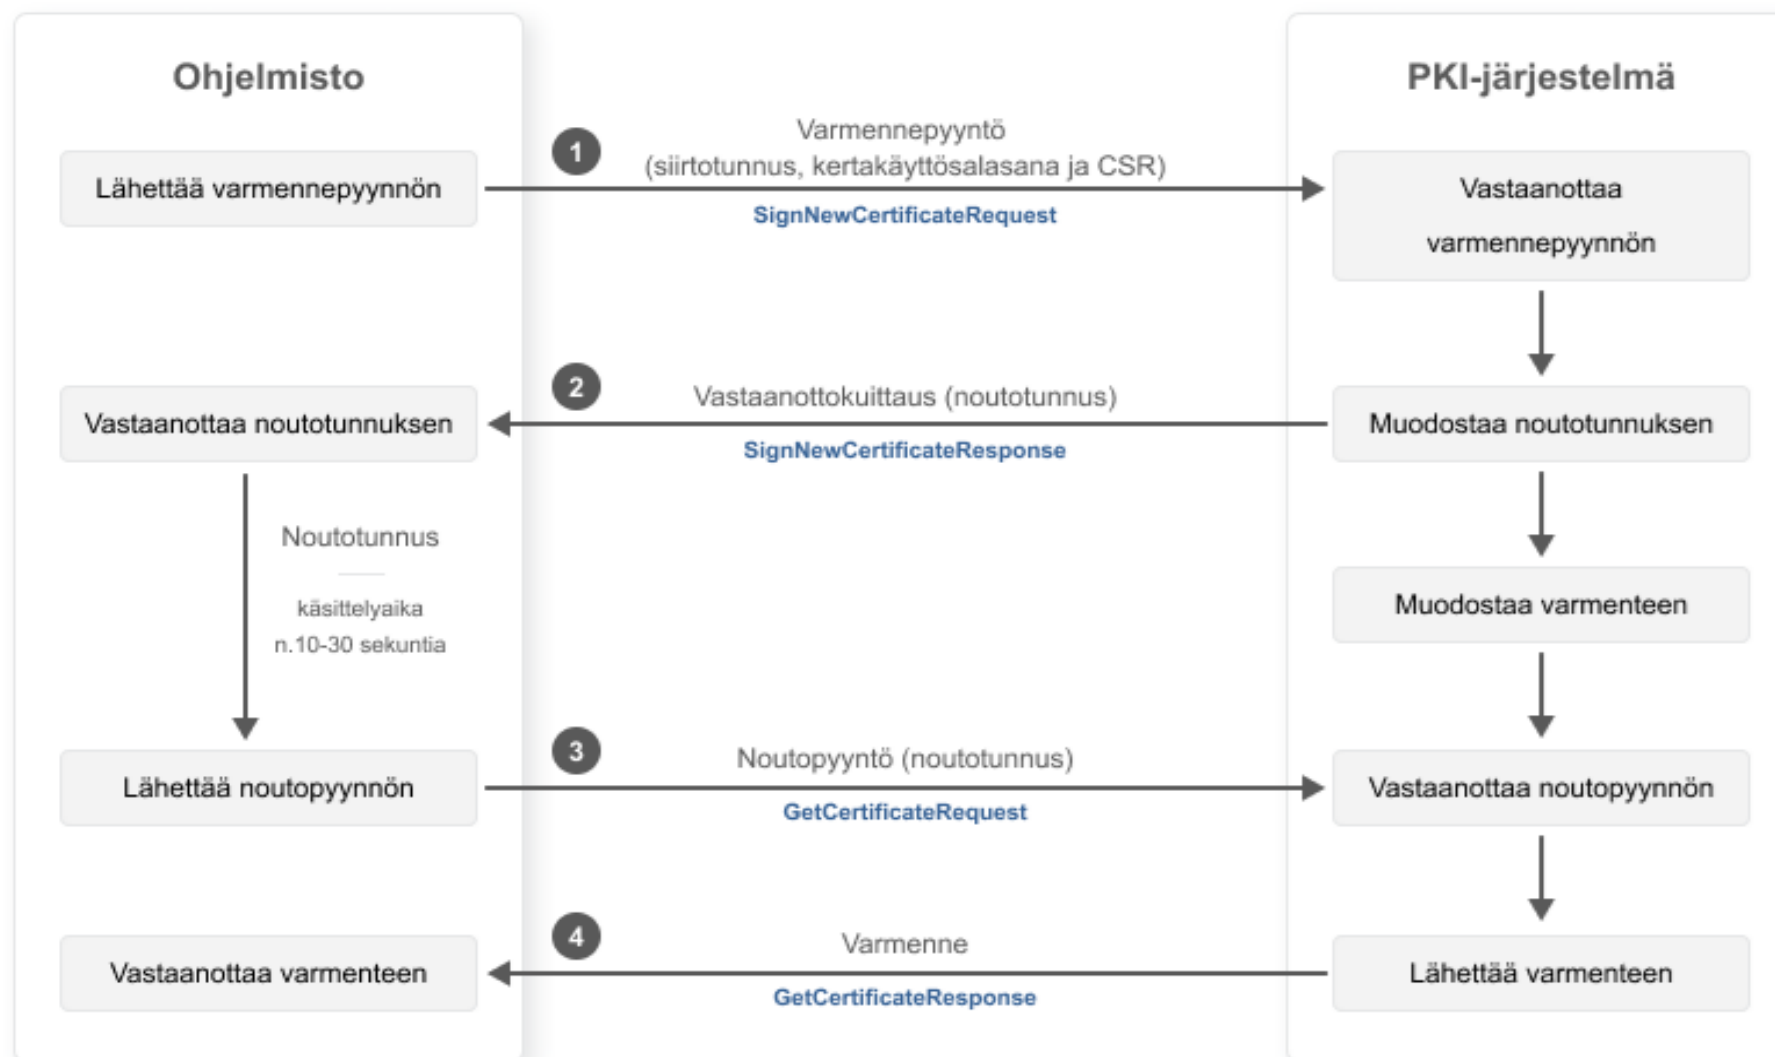 Ohjelmisto
PKI-järjestelmä
Lähettää varmennepyynnön
1
Varmennepyyntö
(siirtotunnus, kertakäyttösalasana ja CSR)
SignNewCertificateRequest
Vastaanottaa
varmennepyynnön
Vastaanottaa noutotunnuksen
2
Vastaanottokuittaus (noutotunnus)
SignNewCertificateResponse
Muodostaa noutotunnuksen
Noutotunnus
käsittelyaika
n.10-30 sekuntia
Muodostaa varmenteen
Lähettää noutopyynnön
3
Noutopyyntö (noutotunnus)
GetCertificateRequest
Vastaanottaa noutopyynnön
Vastaanottaa varmenteen
4
Varmenne
GetCertificateResponse
Lähettää varmenteen